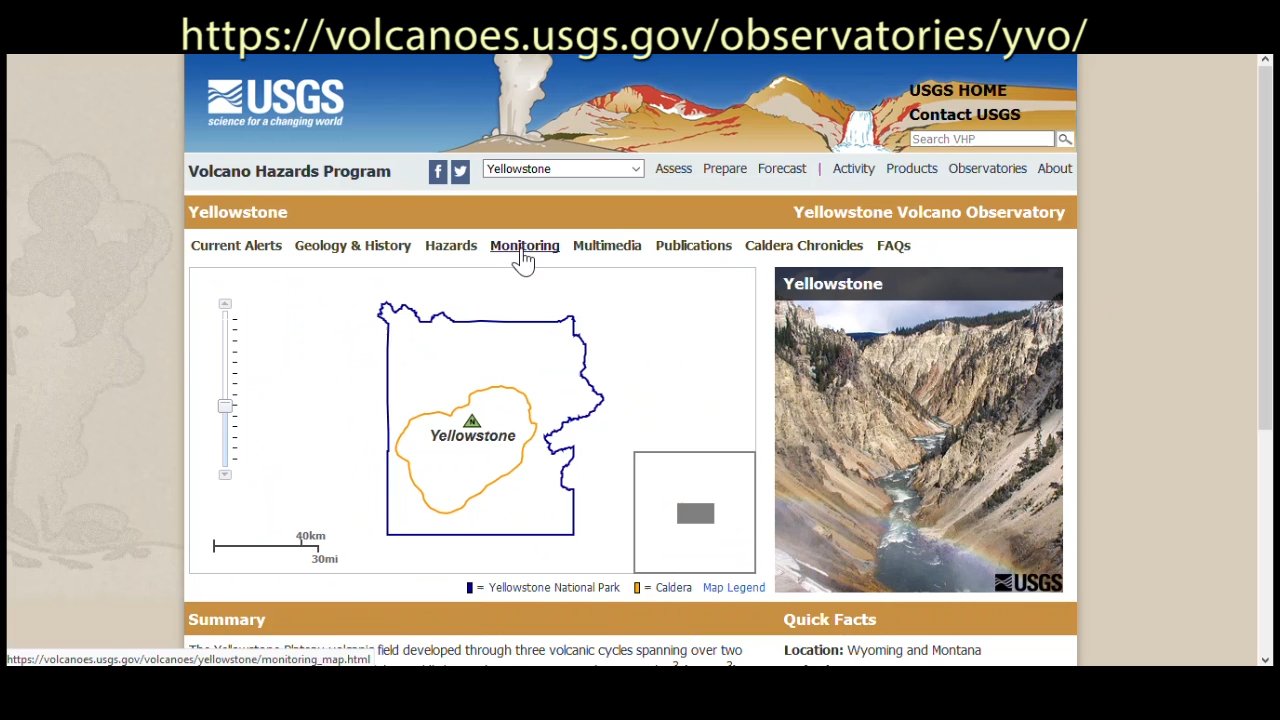 https://volcanoes.usgs.gov/observatories/yvo/
USGS
science for a changing world
USGS HOME
Contact USGS
Search VHP
Volcano Hazards Program
f
Yellowstone
Assess Prepare Forecast | Activity Products Observatories About
Yellowstone
Yellowstone Volcano Observatory
Current Alerts Geology & History Hazards Monitoring Multimedia Publications Caldera Chronicles FAQs
Yellowstone
N
Yellowstone
40km
30mi
USGS
= Yellowstone National Park = Caldera Map Legend
Summary
Quick Facts
The Yellowstone Plateau volcanic field developed through three volcanic cycles spanning over two
Location: Wyoming and Montana
https://volcanoes.usgs.gov/volcanoes/yellowstone/monitoring_map.html